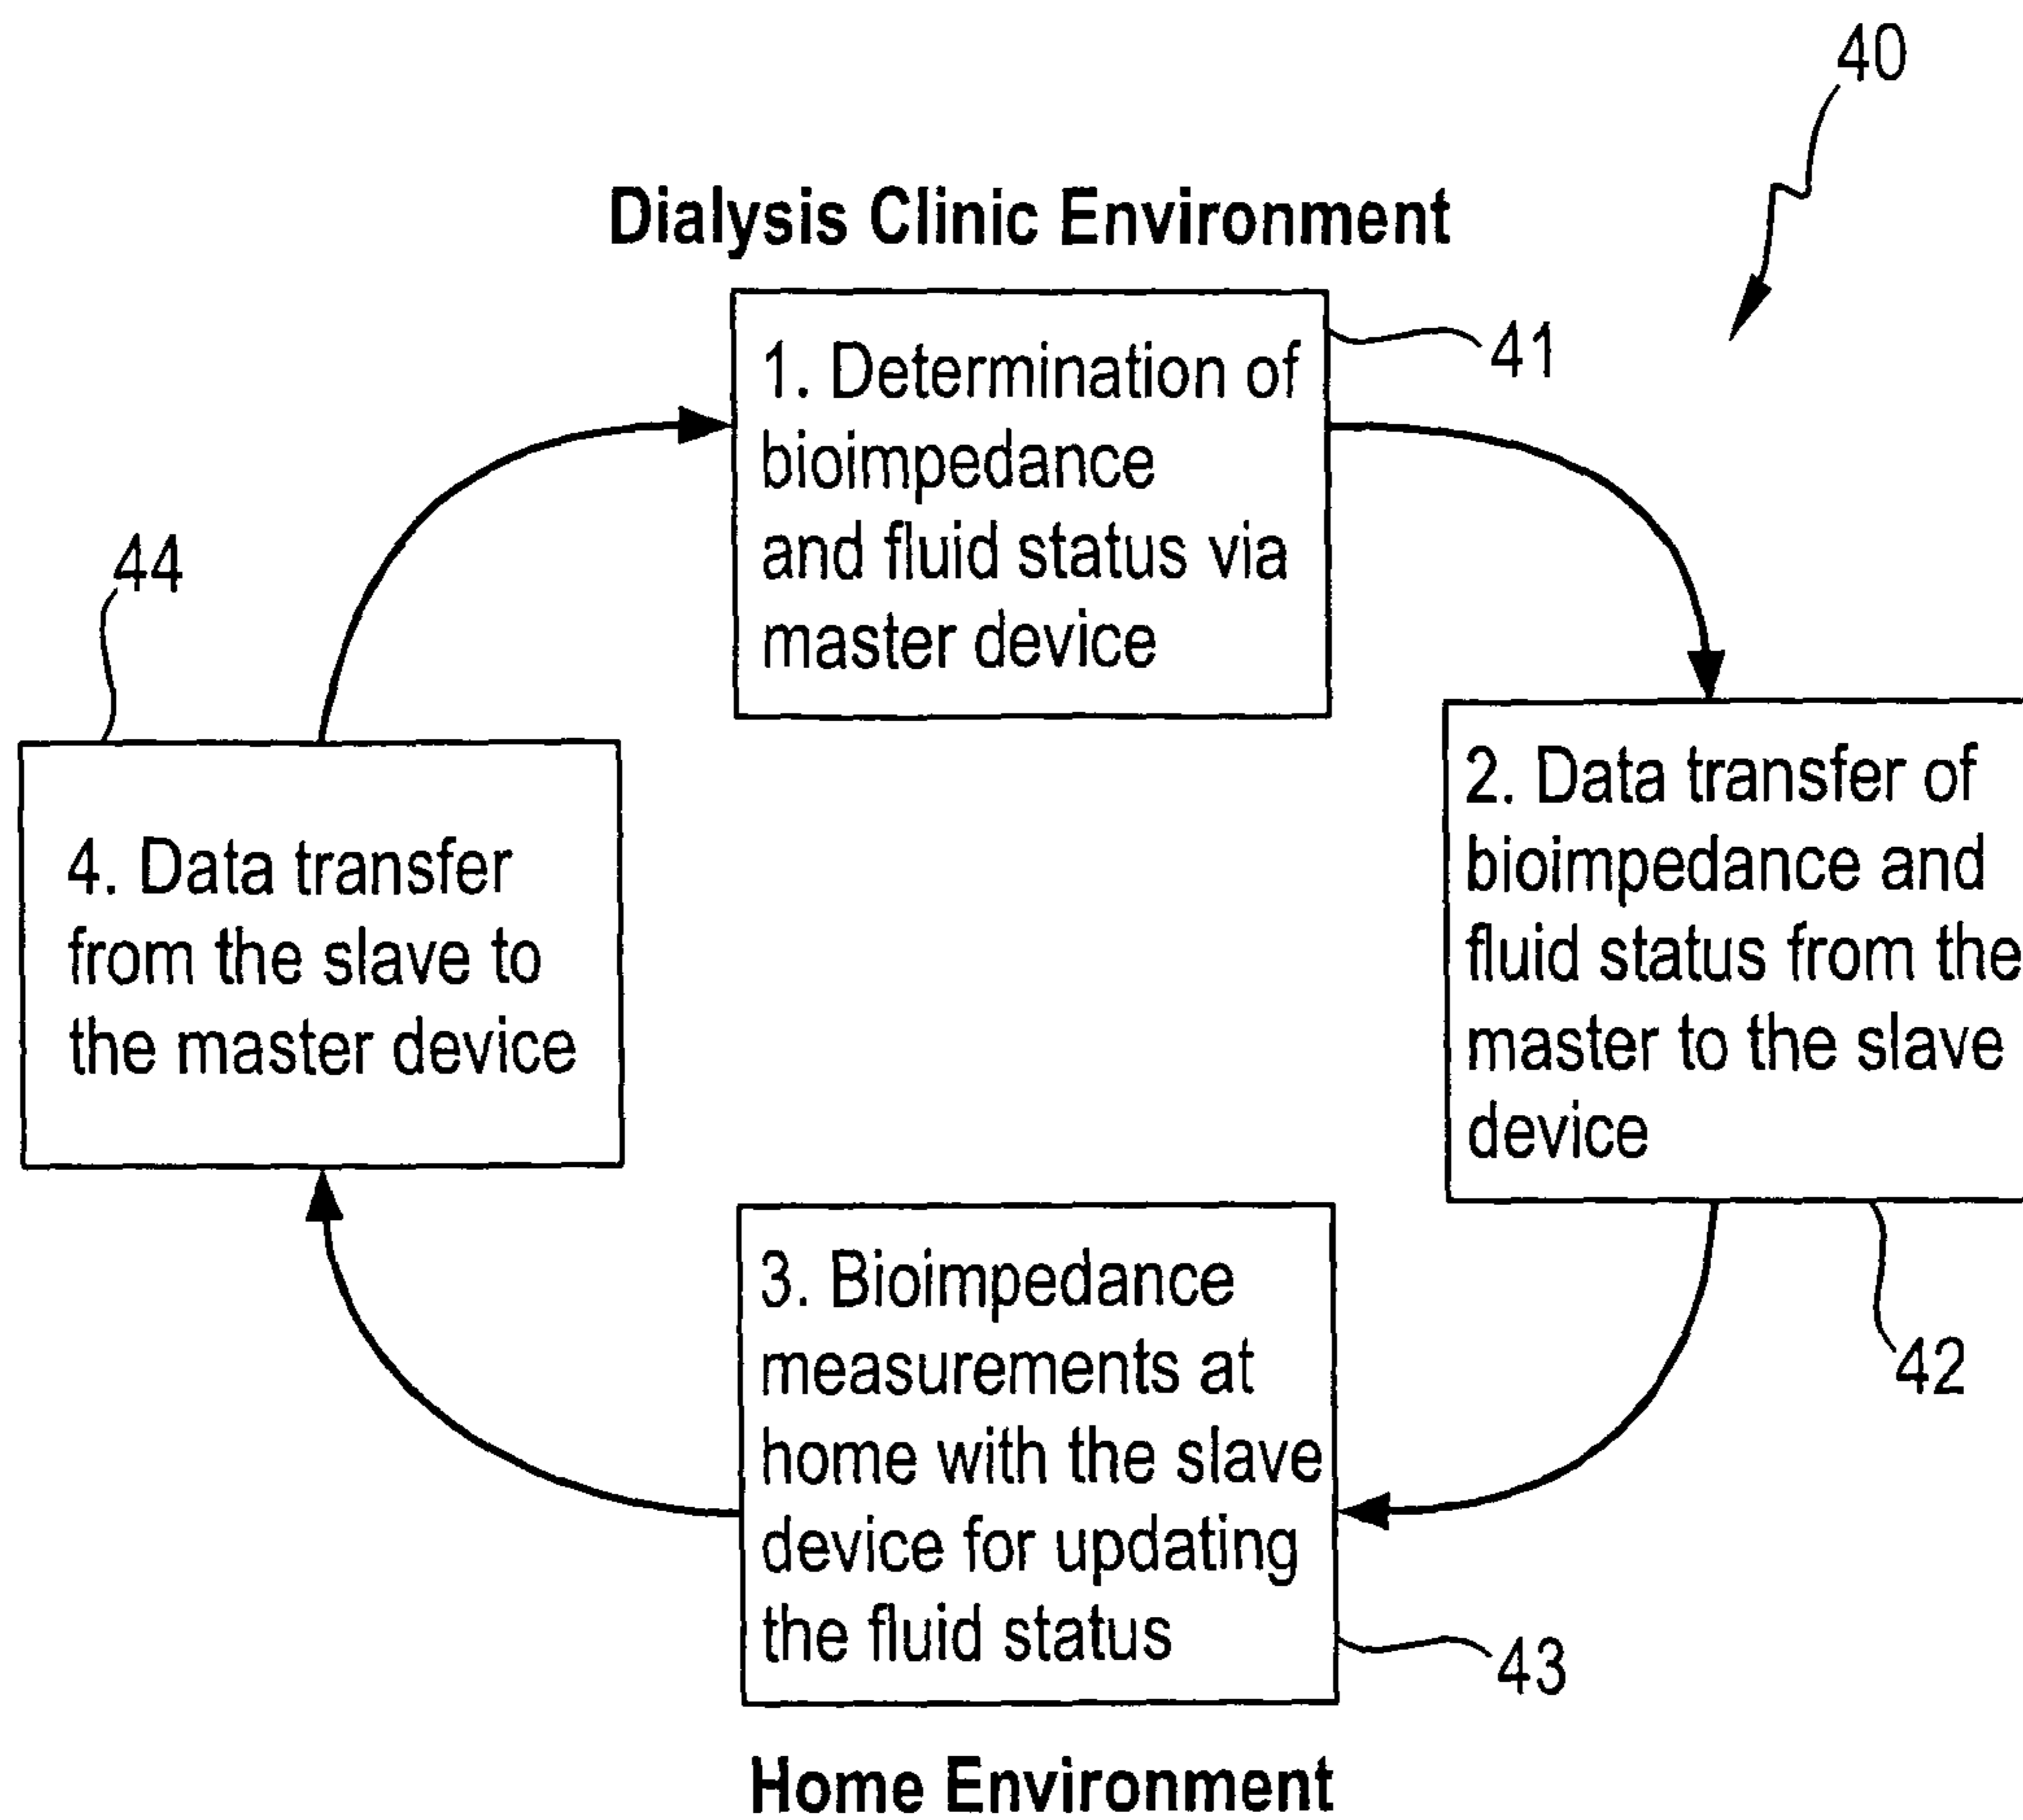 40
Dialysis Clinic Environment
1. Determination of
bioimpedance
and fluid status via
master device
41
44
4. Data transfer
from the slave to
the master device
2. Data transfer of
bioimpedance and
fluid status from the
master to the slave
device
42
3. Bioimpedance
measurements at
home with the slave
device for updating
the fluid status
43
Home Environment